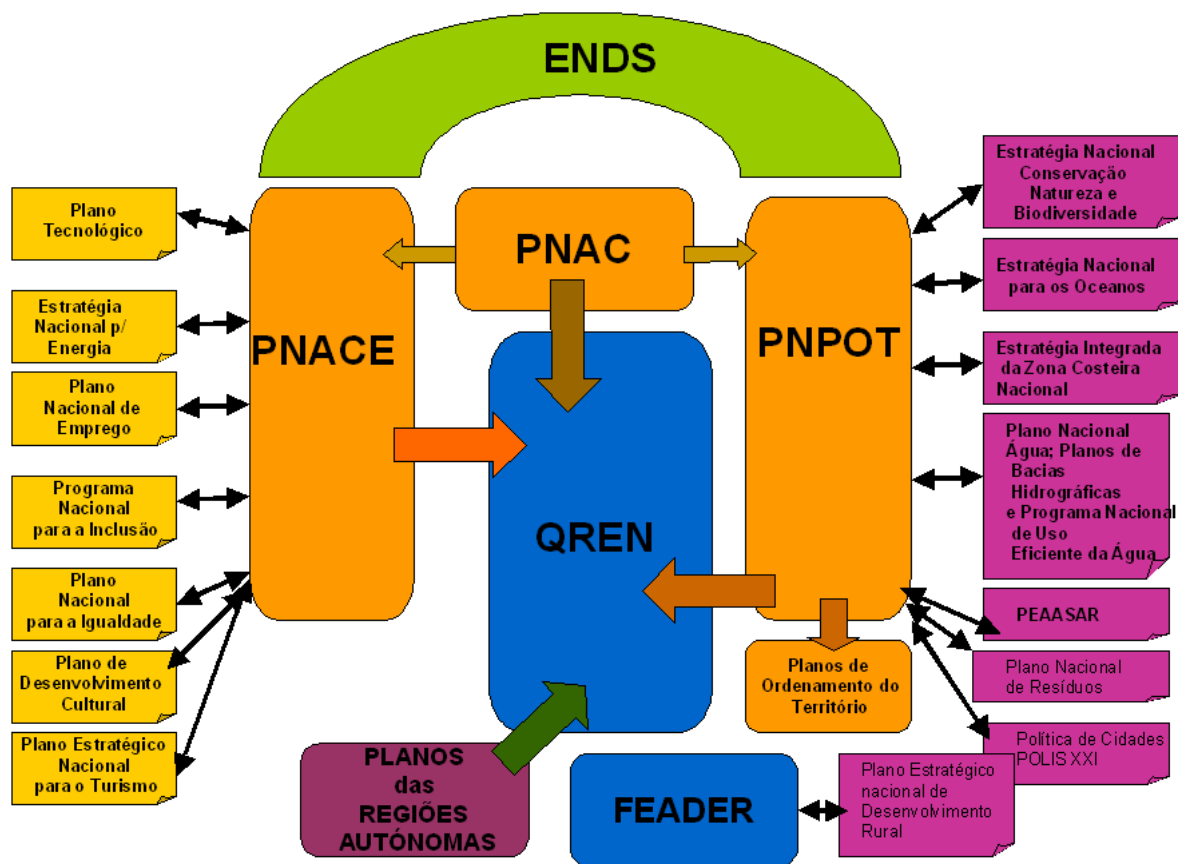 ENDS
Plano
Tecnológico
Estratégia
Nacional p/
Energia
Plano
Nacional de
Emprego
Programa
Nacional
para a Inclusão
Plano
Nacional
para a Igualdade
Plano de
Desenvolvimento
Cultural
Plano Estratégico
Nacional
para o Turismo
PNACE
PNAC
QREN
PNPOT
Planos de
Ordenamento do
Território
PLANOS
das
REGIÕES
AUTÓNOMAS
FEADER
Estratégia Nacional
Conservação
Natureza e
Biodiversidade
Estratégia Nacional
para os Oceanos
Estratégia Integrada
da Zona Costeira
Nacional
Plano Nacional
Água; Planos de
Bacias
Hidrográficas
e Programa Nacional
de Uso
Eficiente da Água
PEAASAR
Plano Nacional
de Resíduos
Política de Cidades
POLIS XXI
Plano Estratégico
nacional de
Desenvolvimento
Rural